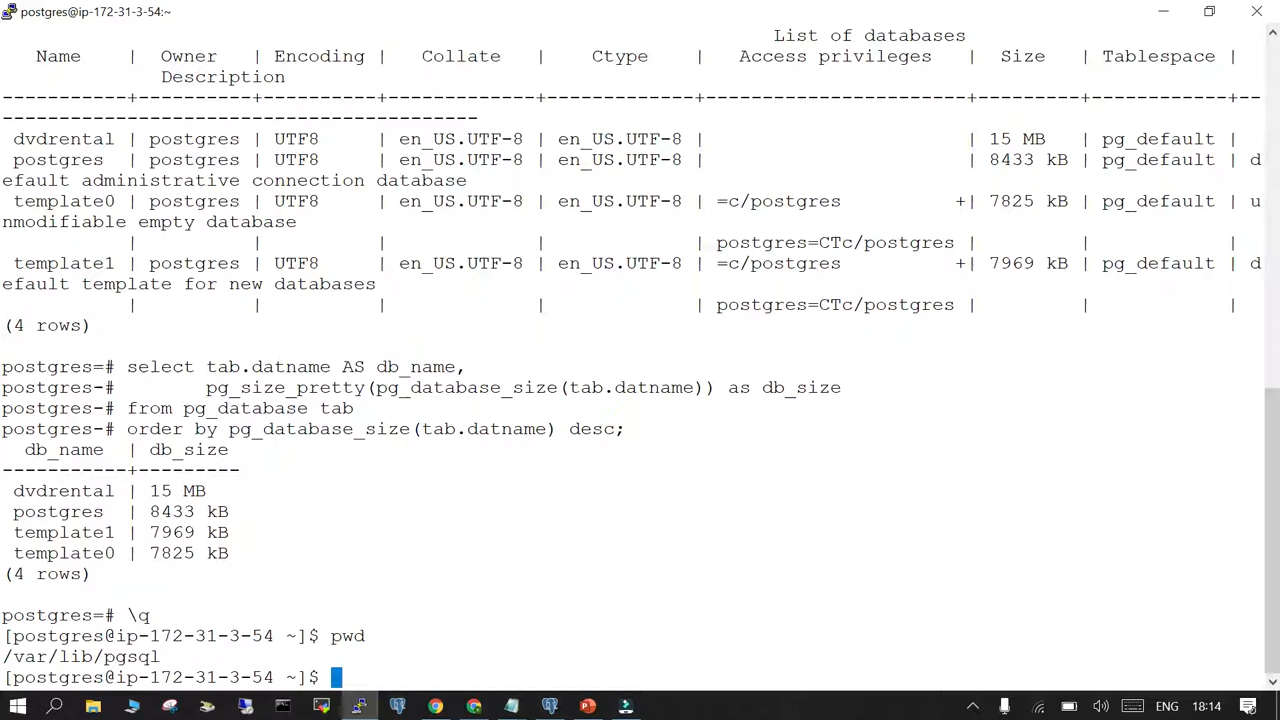 postgres@ip-172-31-3-54:~
List of databases
Name | Owner | Encoding | Collate | Ctype | Access privileges | Size | Tablespace |
Description
-----------+----------+----------+-------------+-------------+-----------------------+---------+------------+--
------------------------------------------
dvdrental | postgres | UTF8 | en_US.UTF-8 | en_US.UTF-8 | | 15 MB | pg_default |
postgres | postgres | UTF8 | en_US.UTF-8 | en_US.UTF-8 | | 8433 kB | pg_default | d
efault administrative connection database
template0 | postgres | UTF8 | en_US.UTF-8 | en_US.UTF-8 | =c/postgres +| 7825 kB | pg_default | u
nmodifiable empty database
| | | | | postgres=CTc/postgres | | |
template1 | postgres | UTF8 | en_US.UTF-8 | en_US.UTF-8 | =c/postgres +| 7969 kB | pg_default | d
efault template for new databases
| | | | | postgres=CTc/postgres | | |
(4 rows)
postgres=# select tab.datname AS db_name,
postgres-# pg_size_pretty(pg_database_size(tab.datname)) as db_size
postgres-# from pg_database tab
postgres-# order by pg_database_size(tab.datname) desc;
db_name | db_size
-----------+---------
dvdrental | 15 MB
postgres | 8433 kB
template1 | 7969 kB
template0 | 7825 kB
(4 rows)
postgres=# \q
[postgres@ip-172-31-3-54 ~]$ pwd
/var/lib/pgsql
[postgres@ip-172-31-3-54 ~]$
ENG 18:14